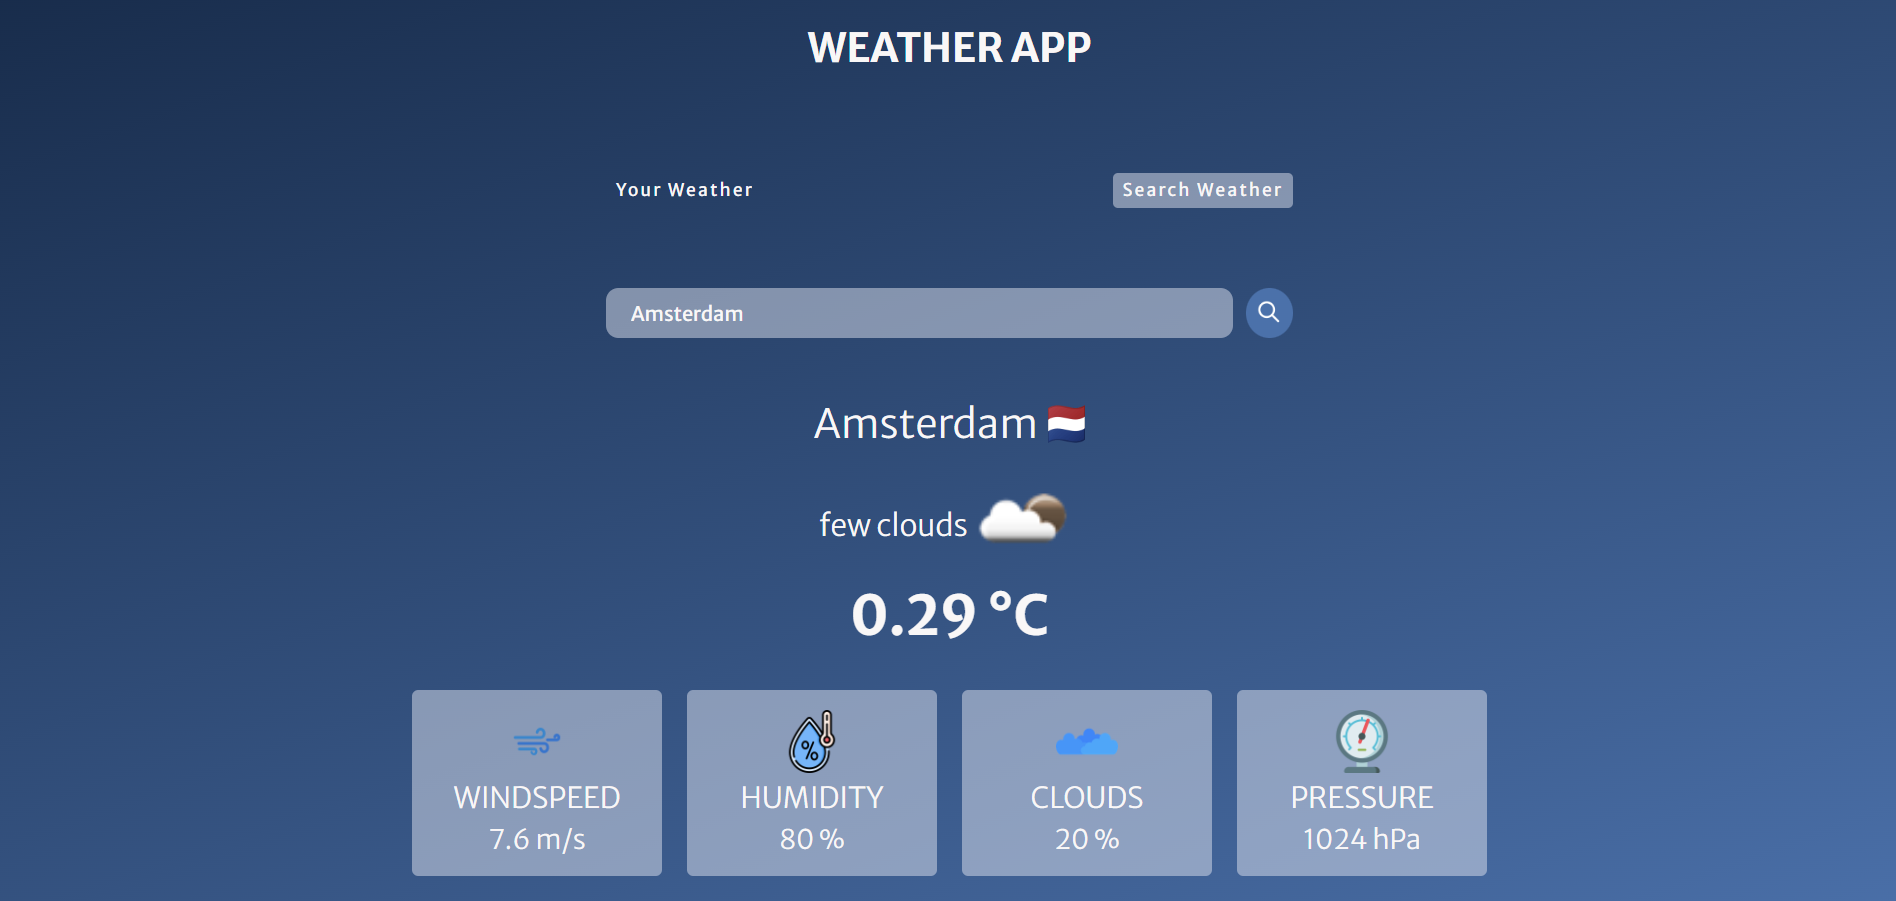 WEATHER APP
Your Weather
Search Weather
Amsterdam
Amsterdam
few clouds
0.29 °C
%
WINDSPEED
7.6 m/s
HUMIDITY
80 %
CLOUDS
20 %
PRESSURE
1024 hPa